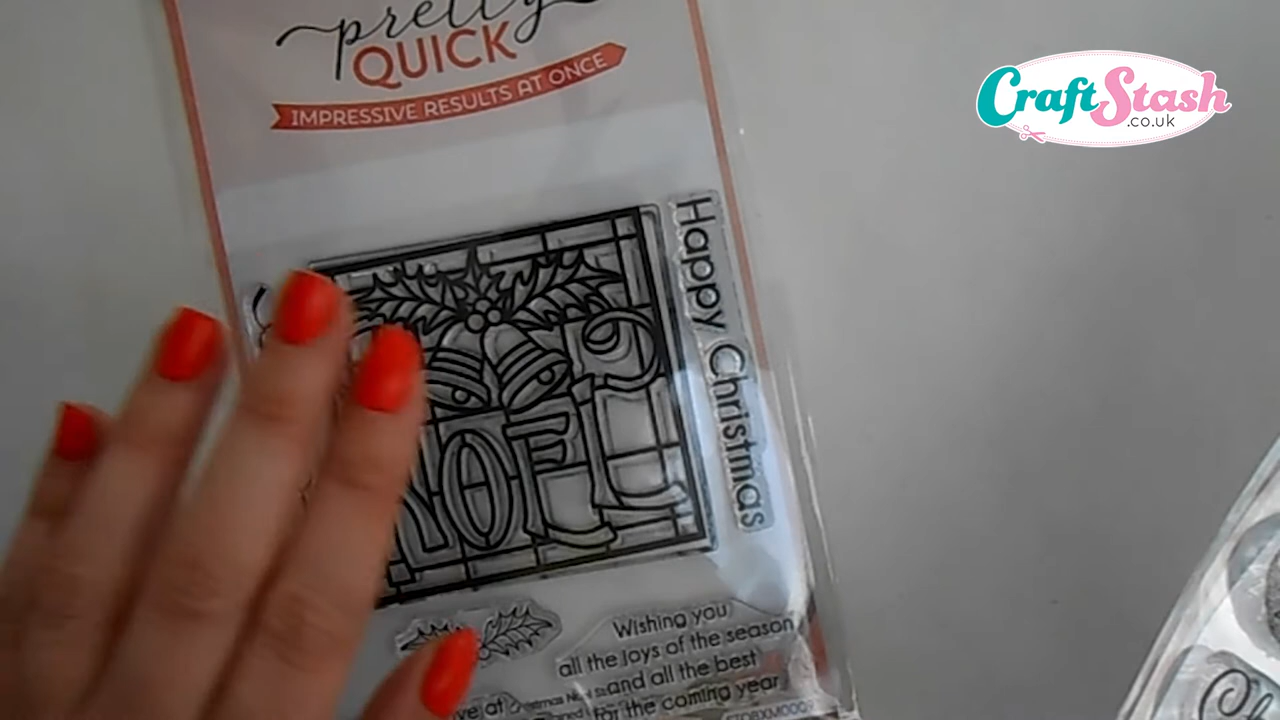 pretty
QUICK
IMPRESSIVE RESULTS AT ONCE
CraftStash
.co.uk
Happy Christmas
NOEL
Wishing you
all the joys of the season
and all the best
for the coming year